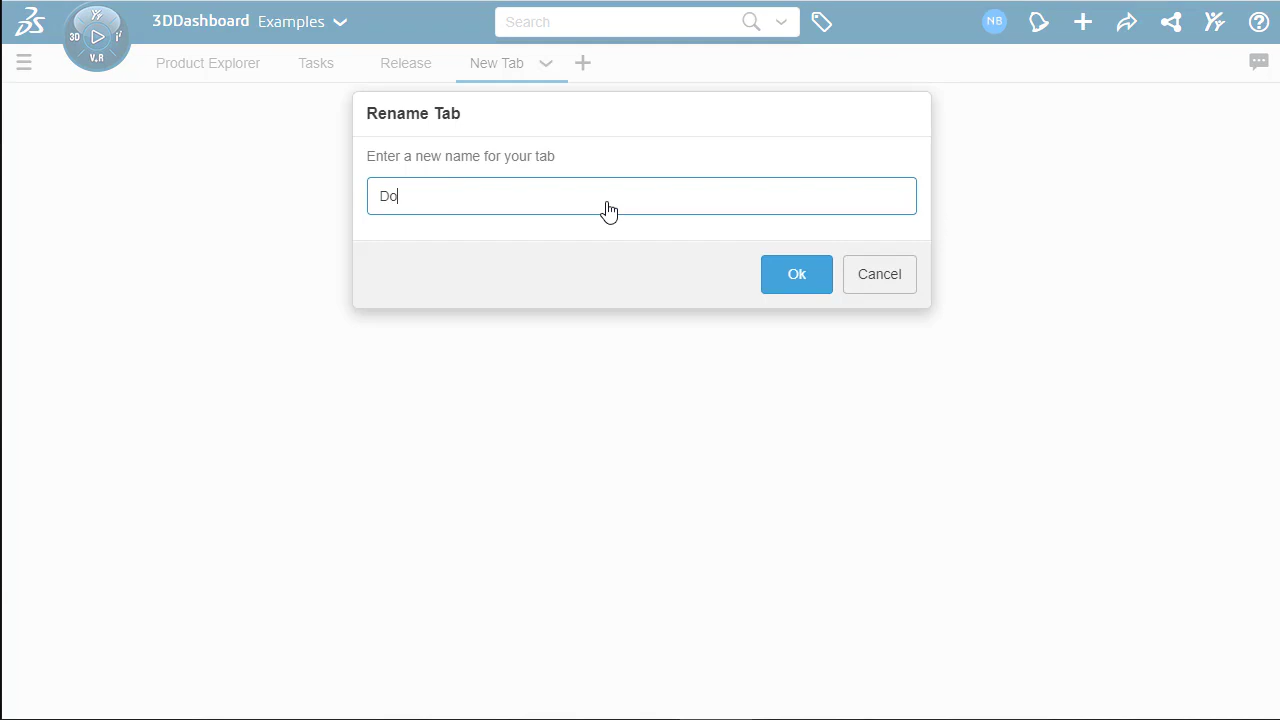 3DDashboard Examples
Search
NB
3D
V.R
Product Explorer
Tasks
Release
New Tab
Rename Tab
Enter a new name for your tab
Do
Ok
Cancel